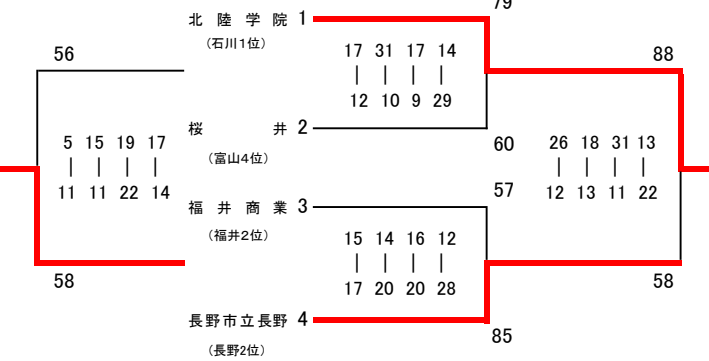 79
北陸学院 1
(石川1位)
56
17 31 17 14
88
12 10 9 29
桜井 2
5 15 19 17
60
26 18 31 13
(富山4位)
11 11 22 14
57
12 13 11 22
福井商業 3
(福井2位)
15 14 16 12
58
17 20 20 28
58
長野市立長野 4
85
(長野2位)